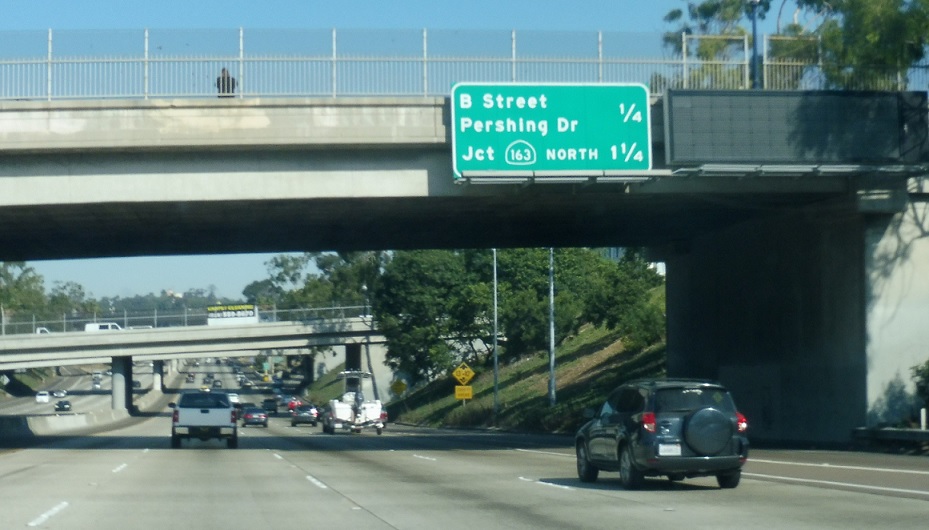 B Street 1/4
Pershing Dr
Jct 163 NORTH 1 1/4